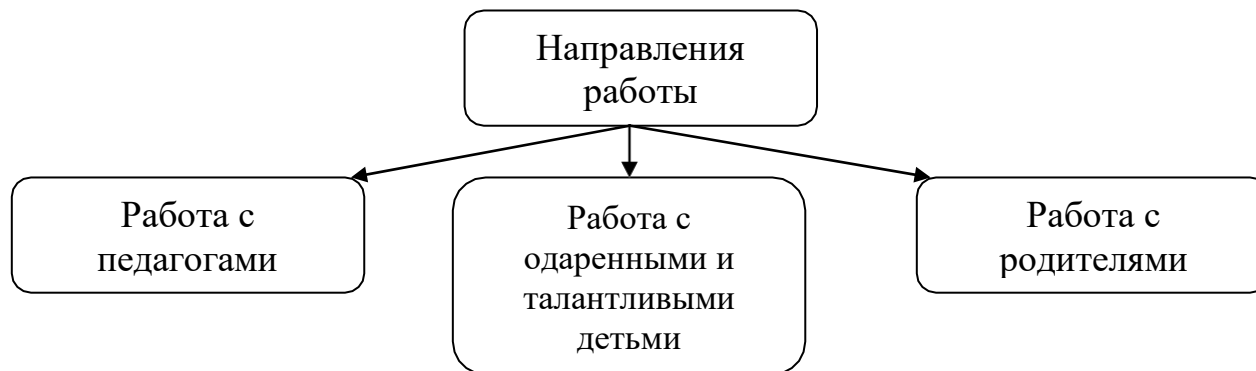 Направления
работы
Работа с
педагогами
Работа с
одаренными и
талантливыми
детьми
Работа с
родителями